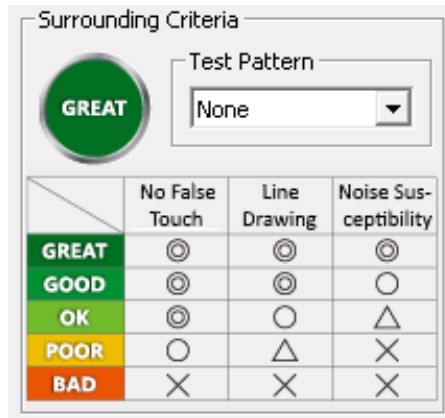 Surrounding Criteria
Test Pattern
GREAT
None
No False
Touch
Line
Drawing
Noise Sus-
ceptibility
GREAT ◎ ◎ ◎
GOOD ◎ ◎ ○
OK ◎ ○ △
POOR ○ △ ×
BAD × × ×